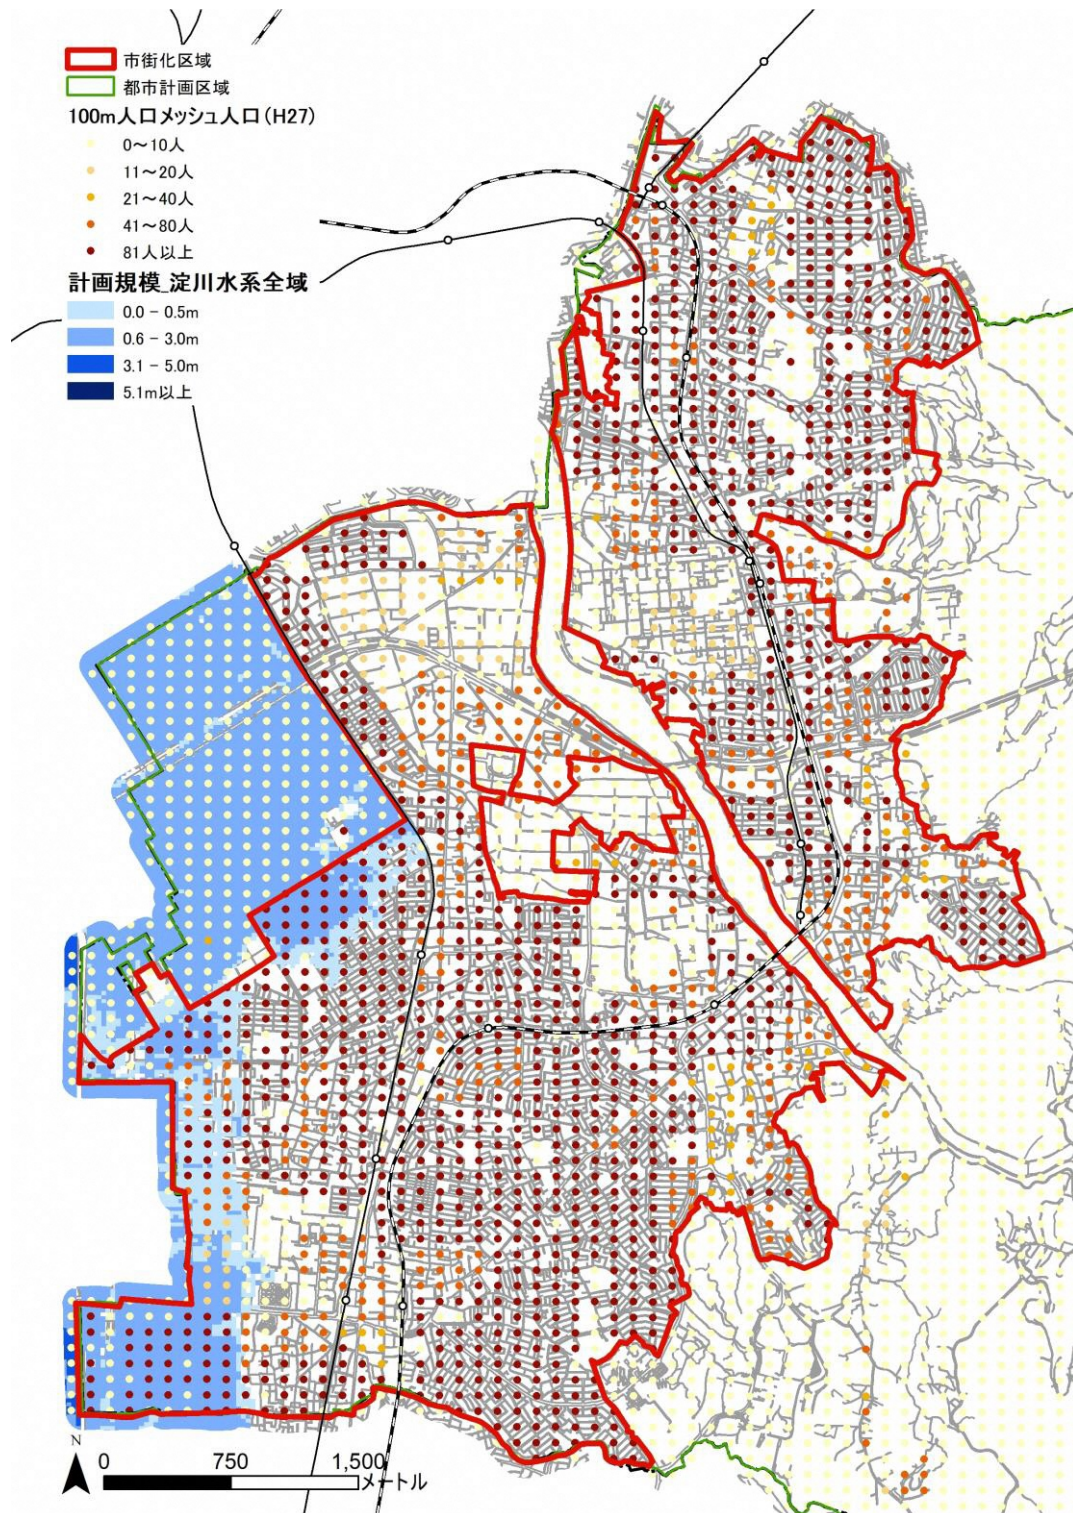 市街化区域
都市計画区域
100m人口メッシュ人口(H27)
0～10人
11～20人
21～40人
41～80人
81人以上
計画規模_淀川水系全域
0.0 - 0.5m
0.6 - 3.0m
3.1 - 5.0m
5.1m以上
N
0 750 1,500
メートル